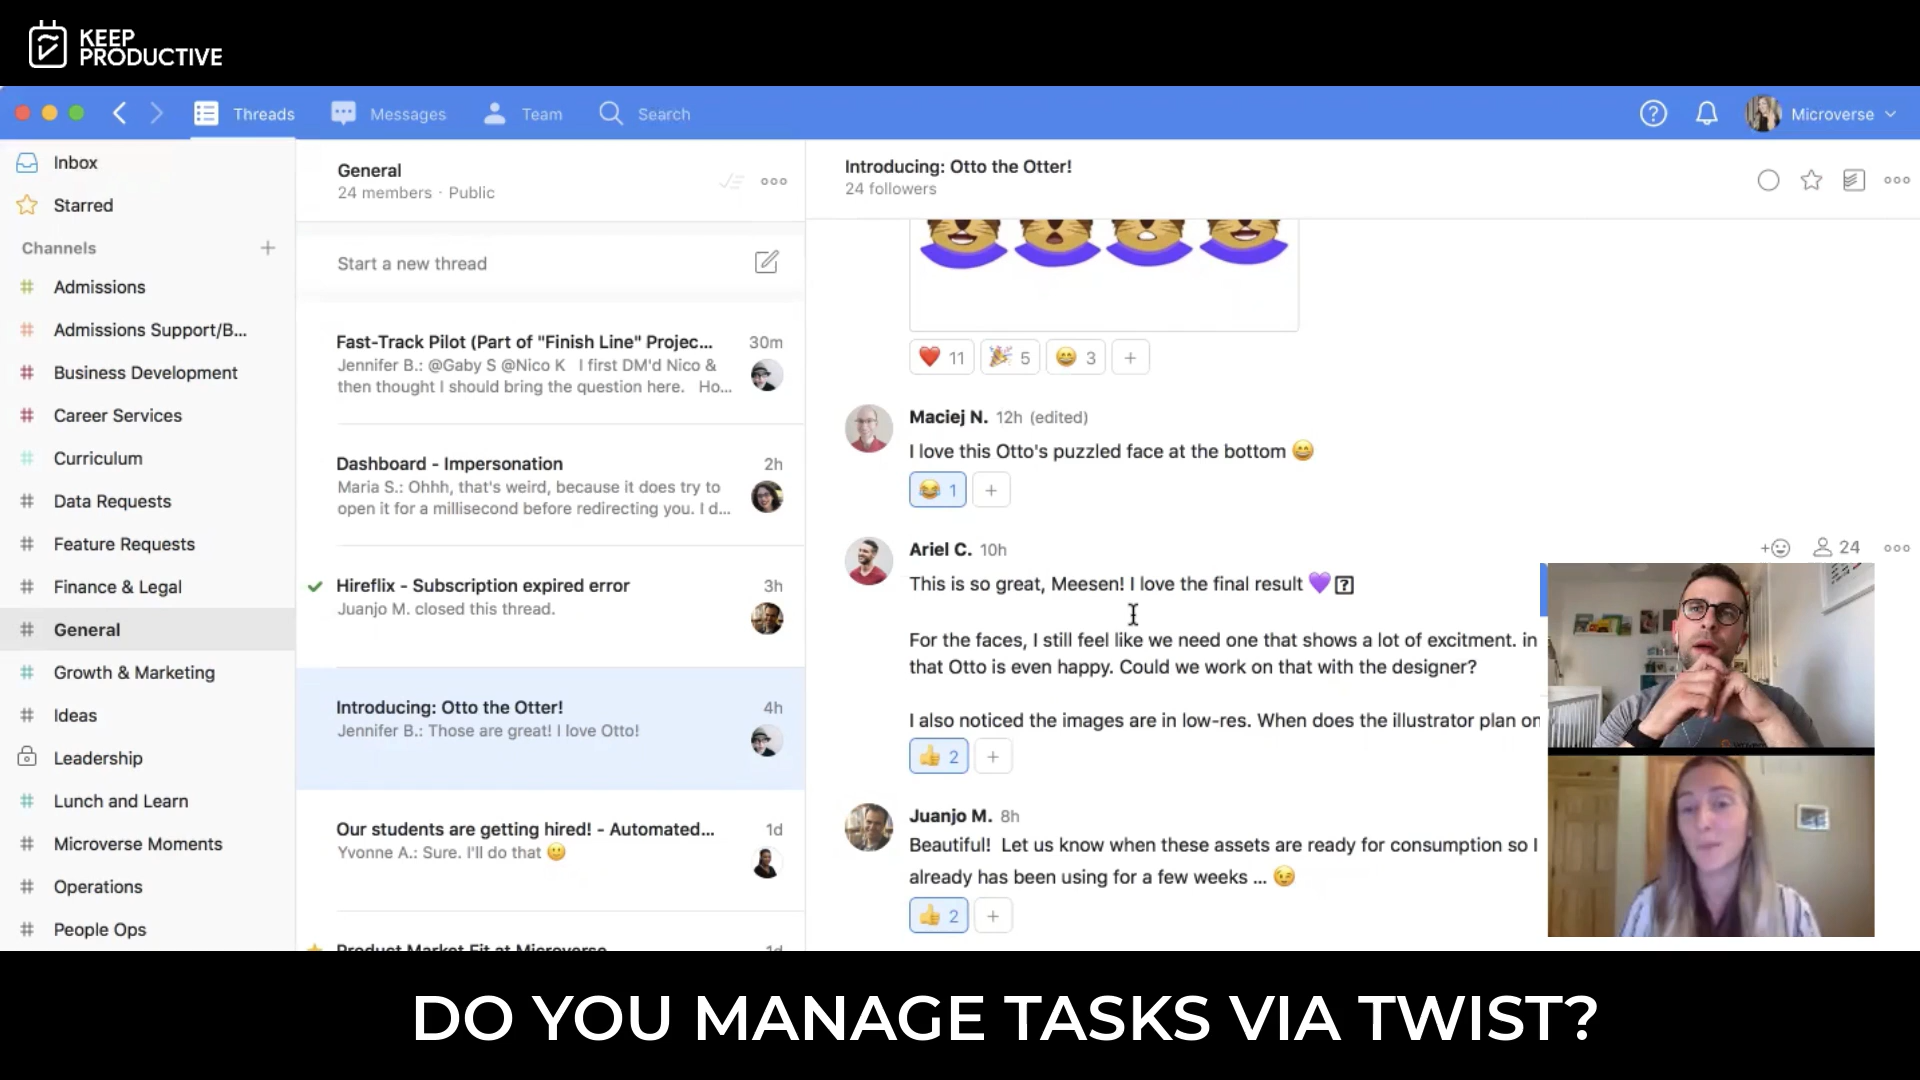 KEEP
PRODUCTIVE
Threads
Messages
Team
Search
Microverse
Inbox
Starred
Channels
Admissions
Admissions Support/B...
Business Development
Career Services
Curriculum
Data Requests
Feature Requests
Finance & Legal
General
Growth & Marketing
Ideas
Leadership
Lunch and Learn
Microverse Moments
Operations
People Ops
General
24 members · Public
Start a new thread
Fast-Track Pilot (Part of "Finish Line" Projec... 30m
Jennifer B.: @Gaby S @Nico K I first DM'd Nico &
then thought I should bring the question here. Ho...
Dashboard - Impersonation 2h
Maria S.: Ohhh, that's weird, because it does try to
open it for a millisecond before redirecting you. I d...
Hireflix - Subscription expired error 3h
Juanjo M. closed this thread.
Introducing: Otto the Otter! 4h
Jennifer B.: Those are great! I love Otto!
Our students are getting hired! - Automated... 1d
Yvonne A.: Sure. I'll do that 🙂
Product Market Fit at Microverse 1d
Introducing: Otto the Otter!
24 followers
❤️ 11 🎉 5 😄 3 +
Maciej N. 12h (edited)
I love this Otto's puzzled face at the bottom 😄
😂 1 +
Ariel C. 10h
24
This is so great, Meesen! I love the final result 💜 ?
For the faces, I still feel like we need one that shows a lot of excitment. in
that Otto is even happy. Could we work on that with the designer?
I also noticed the images are in low-res. When does the illustrator plan on
👍 2 +
Juanjo M. 8h
Beautiful! Let us know when these assets are ready for consumption so I
already has been using for a few weeks ... 😉
👍 2 +
DO YOU MANAGE TASKS VIA TWIST?